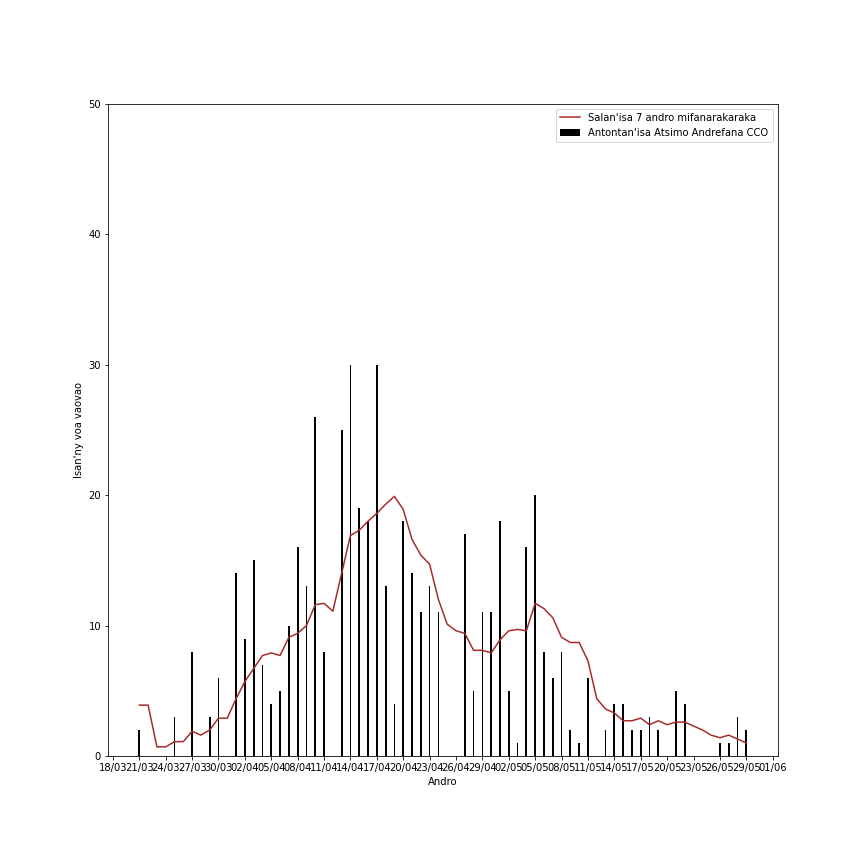 Salan'isa 7 andro mifanarakaraka
Antontan'isa Atsimo Andrefana CCO
50
40
30
20
10
0
Isan'ny voa vaovao
18/03 21/03 24/03 27/03 30/03 02/04 05/04 08/04 11/04 14/04 17/04 20/04 23/04 26/04 29/04 02/05 05/05 08/05 11/05 14/05 17/05 20/05 23/05 26/05 29/05 01/06
Andro